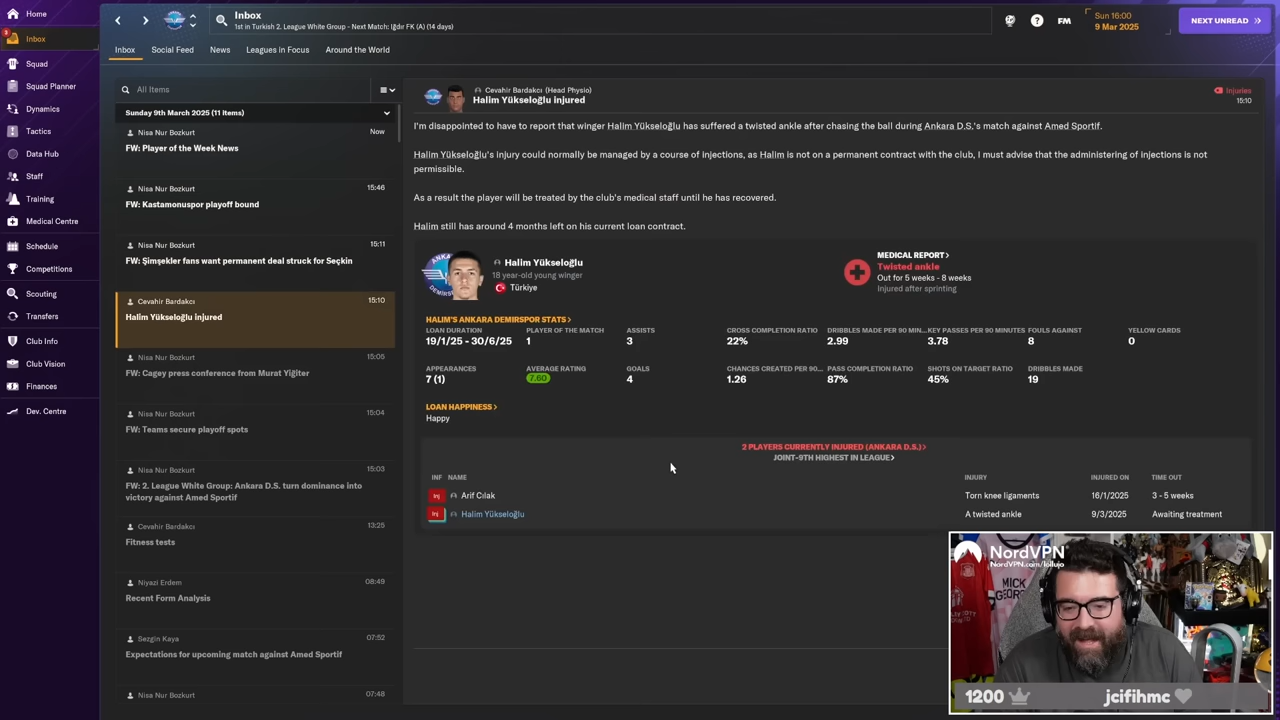 Home
3
Inbox
Squad
Squad Planner
Dynamics
Tactics
Data Hub
Staff
Training
Medical Centre
Schedule
Competitions
Scouting
Transfers
Club Info
Club Vision
Finances
Dev. Centre
Inbox
1st in Turkish 2. League White Group - Next Match: Iğdır FK (A) (14 days)
FM
Sun 16:00
9 Mar 2025
NEXT UNREAD
Inbox
Social Feed
News
Leagues in Focus
Around the World
All Items
Sunday 9th March 2025 (11 items)
Nisa Nur Bozkurt
Now
FW: Player of the Week News
Nisa Nur Bozkurt
15:46
FW: Kastamonuspor playoff bound
Nisa Nur Bozkurt
15:11
FW: Şimşekler fans want permanent deal struck for Seçkin
Cevahir Bardakcı
15:10
Halim Yükseloğlu injured
Nisa Nur Bozkurt
15:05
FW: Cagey press conference from Murat Yiğiter
Nisa Nur Bozkurt
15:04
FW: Teams secure playoff spots
Nisa Nur Bozkurt
15:03
FW: 2. League White Group: Ankara D.S. turn dominance into
victory against Amed Sportif
Cevahir Bardakcı
13:25
Fitness tests
Niyazi Erdem
08:49
Recent Form Analysis
Sezgin Kaya
07:52
Expectations for upcoming match against Amed Sportif
Nisa Nur Bozkurt
07:48
Cevahir Bardakcı (Head Physio)
Halim Yükseloğlu injured
Injuries
15:10
I'm disappointed to have to report that winger Halim Yükseloğlu has suffered a twisted ankle after chasing the ball during Ankara D.S.'s match against Amed Sportif.
Halim Yükseloğlu's injury could normally be managed by a course of injections, as Halim is not on a permanent contract with the club, I must advise that the administering of injections is not
permissible.
As a result the player will be treated by the club's medical staff until he has recovered.
Halim still has around 4 months left on his current loan contract.
Halim Yükseloğlu
18 year-old young winger
Türkiye
MEDICAL REPORT
Twisted ankle
Out for 5 weeks - 8 weeks
Injured after sprinting
HALIM'S ANKARA DEMIRSPOR STATS
LOAN DURATION
PLAYER OF THE MATCH
ASSISTS
CROSS COMPLETION RATIO
DRIBBLES MADE PER 90 MIN...
KEY PASSES PER 90 MINUTES
FOULS AGAINST
YELLOW CARDS
19/1/25 - 30/6/25
1
3
22%
2.99
3.78
8
0
APPEARANCES
AVERAGE RATING
GOALS
CHANCES CREATED PER 90...
PASS COMPLETION RATIO
SHOTS ON TARGET RATIO
DRIBBLES MADE
7 (1)
7.60
4
1.26
87%
45%
19
LOAN HAPPINESS
Happy
2 PLAYERS CURRENTLY INJURED (ANKARA D.S.)
JOINT-9TH HIGHEST IN LEAGUE
INF
NAME
INJURY
INJURED ON
TIME OUT
Inj
Arif Cılak
Torn knee ligaments
16/1/2025
3 - 5 weeks
Inj
Halim Yükseloğlu
A twisted ankle
9/3/2025
Awaiting treatment
NordVPN
NordVPN.com/lollujo
MICK
GEORG
1200
jcifihmc